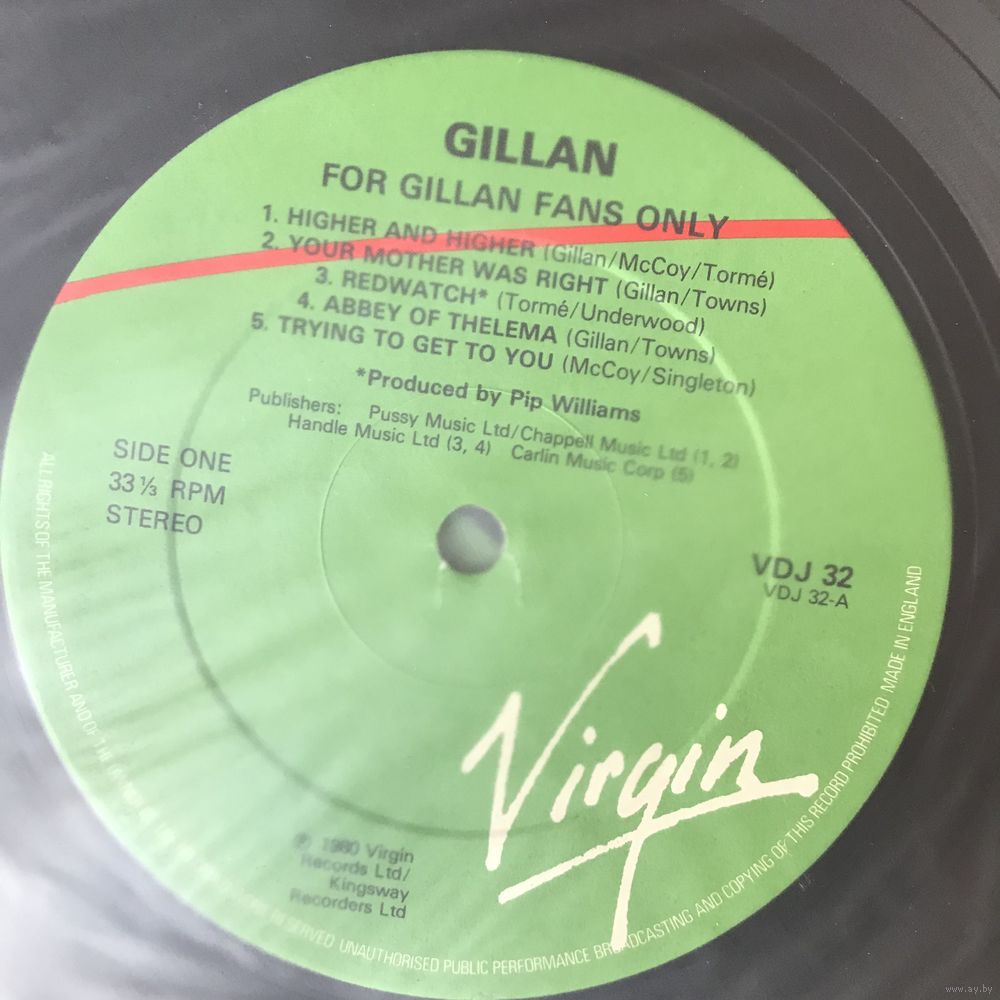 GILLAN
FOR GILLAN FANS ONLY
1. HIGHER AND HIGHER (Gillan/McCoy/Tormé)
2. YOUR MOTHER WAS RIGHT (Gillan/Towns)
3. REDWATCH* (Tormé/Underwood)
4. ABBEY OF THELEMA (Gillan/Towns)
5. TRYING TO GET TO YOU (McCoy/Singleton)
*Produced by Pip Williams
Publishers: Pussy Music Ltd/Chappell Music Ltd (1, 2)
Handle Music Ltd (3, 4) Carlin Music Corp (5)
SIDE ONE
33⅓ RPM
STEREO
VDJ 32
VDJ 32-A
Virgin
℗ 1980 Virgin
Records Ltd/
Kingsway
Recorders Ltd
ALL RIGHTS OF THE MANUFACTURER AND OF THE RESERVED UNAUTHORISED PUBLIC PERFORMANCE BROADCASTING AND COPYING OF THIS RECORD PROHIBITED MADE IN ENGLAND
www.ay.by